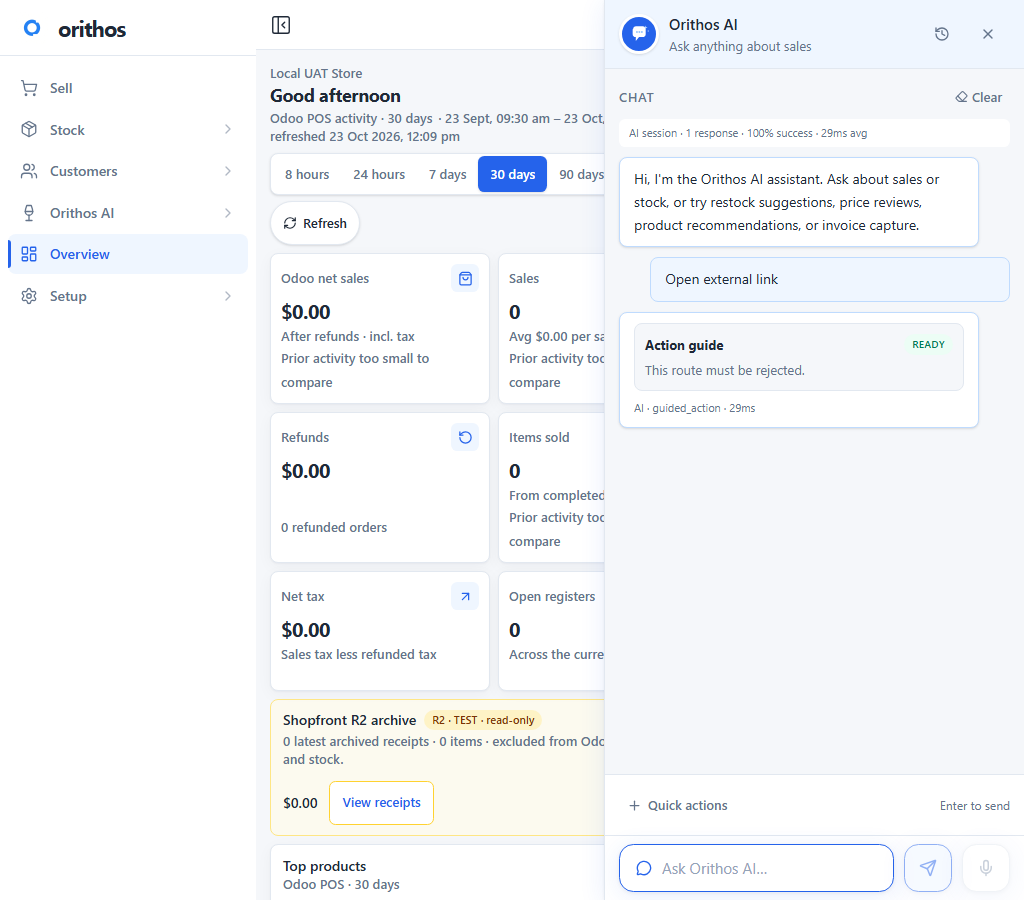 orithos
Sell
Stock
Customers
Orithos AI
Overview
Setup
Local UAT Store
Good afternoon
Odoo POS activity · 30 days · 23 Sept, 09:30 am – 23 Oct,
refreshed 23 Oct 2026, 12:09 pm
8 hours
24 hours
7 days
30 days
90 days
Refresh
Odoo net sales
$0.00
After refunds · incl. tax
Prior activity too small to
compare
Sales
0
Avg $0.00 per sa
Prior activity too
compare
Refunds
$0.00
0 refunded orders
Items sold
0
From completed
Prior activity too
compare
Net tax
$0.00
Sales tax less refunded tax
Open registers
0
Across the curre
Shopfront R2 archive
R2 · TEST · read-only
0 latest archived receipts · 0 items · excluded from Odo
and stock.
$0.00
View receipts
Top products
Odoo POS · 30 days
Orithos AI
Ask anything about sales
CHAT
Clear
AI session · 1 response · 100% success · 29ms avg
Hi, I'm the Orithos AI assistant. Ask about sales or
stock, or try restock suggestions, price reviews,
product recommendations, or invoice capture.
Open external link
Action guide
READY
This route must be rejected.
AI · guided_action · 29ms
Quick actions
Enter to send
Ask Orithos AI...